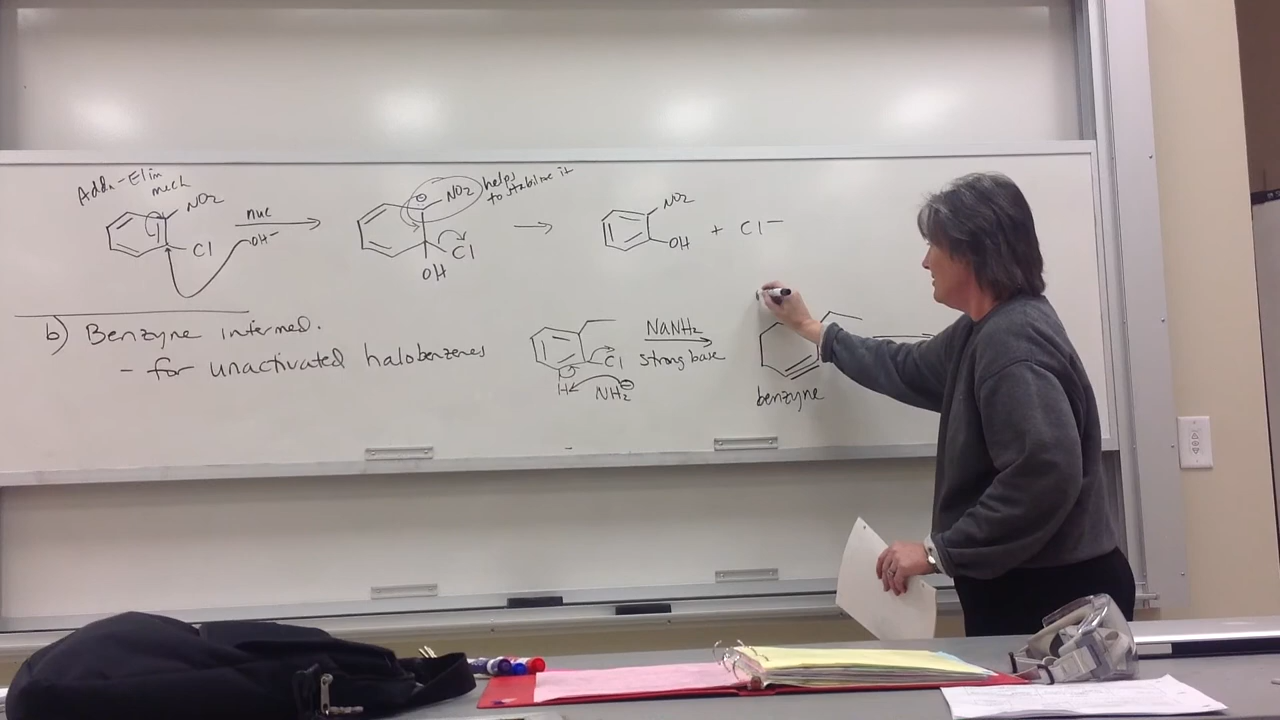 Addn-Elim
mech
NO2
Cl
nuc
OH⁻
⊖
NO2
helps
to stabilize it
Cl
OH
NO2
OH
+ Cl⁻
b) Benzyne intermed.
- for unactivated halobenzenes
Cl
H
NH2⊖
NaNH2
strong base
benzyne